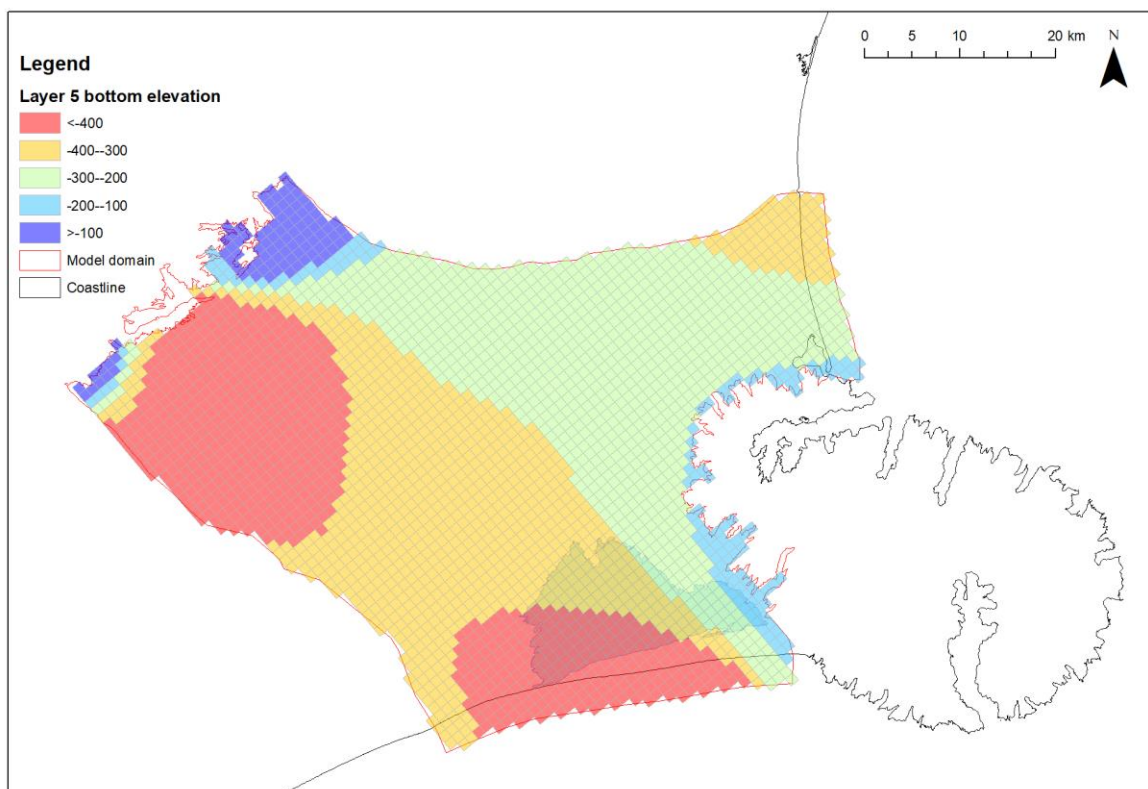 Legend
Layer 5 bottom elevation
<-400
-400--300
-300--200
-200--100
>-100
Model domain
Coastline
0 5 10 20 km
N